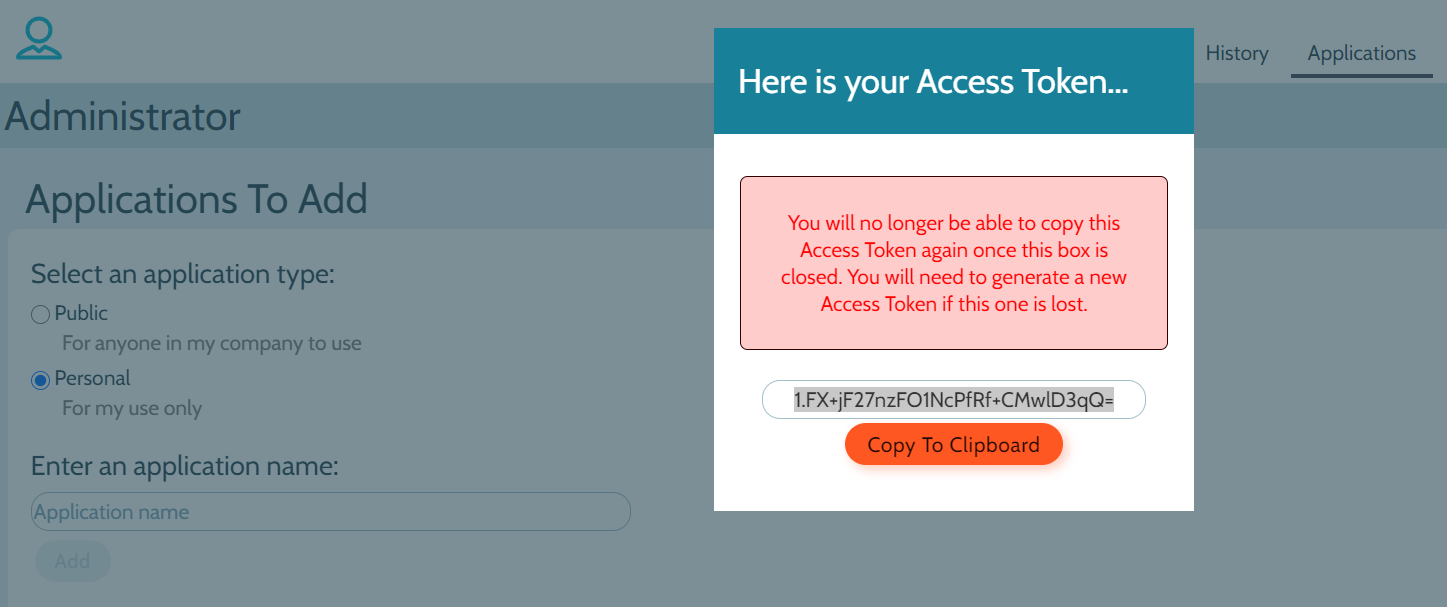 History
Applications
Administrator
Applications To Add
Select an application type:
Public
For anyone in my company to use
Personal
For my use only
Enter an application name:
Application name
Add
Here is your Access Token...
You will no longer be able to copy this
Access Token again once this box is
closed. You will need to generate a new
Access Token if this one is lost.
1.FX+jF27nzFO1NcPfRf+CMwlD3qQ=
Copy To Clipboard